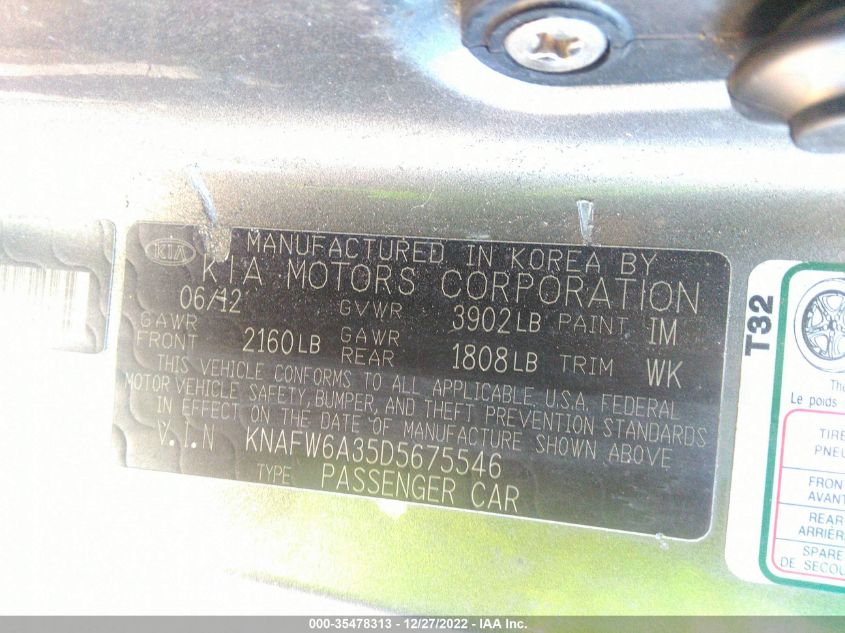 KIA
MANUFACTURED IN KOREA BY
KIA MOTORS CORPORATION
06/12 GVWR 3902LB PAINT IM
GAWR FRONT 2160LB GAWR REAR 1808LB TRIM WK
THIS VEHICLE CONFORMS TO ALL APPLICABLE U.S.A. FEDERAL
MOTOR VEHICLE SAFETY, BUMPER, AND THEFT PREVENTION STANDARDS
IN EFFECT ON THE DATE OF MANUFACTURE SHOWN ABOVE
V.I.N KNAFW6A35D5675546
TYPE PASSENGER CAR
T32
The
Le poids
TIRE
PNEU
FRONT
AVANT
REAR
ARRIÈRE
SPARE
DE SECOU
000-35478313 - 12/27/2022 - IAA Inc.